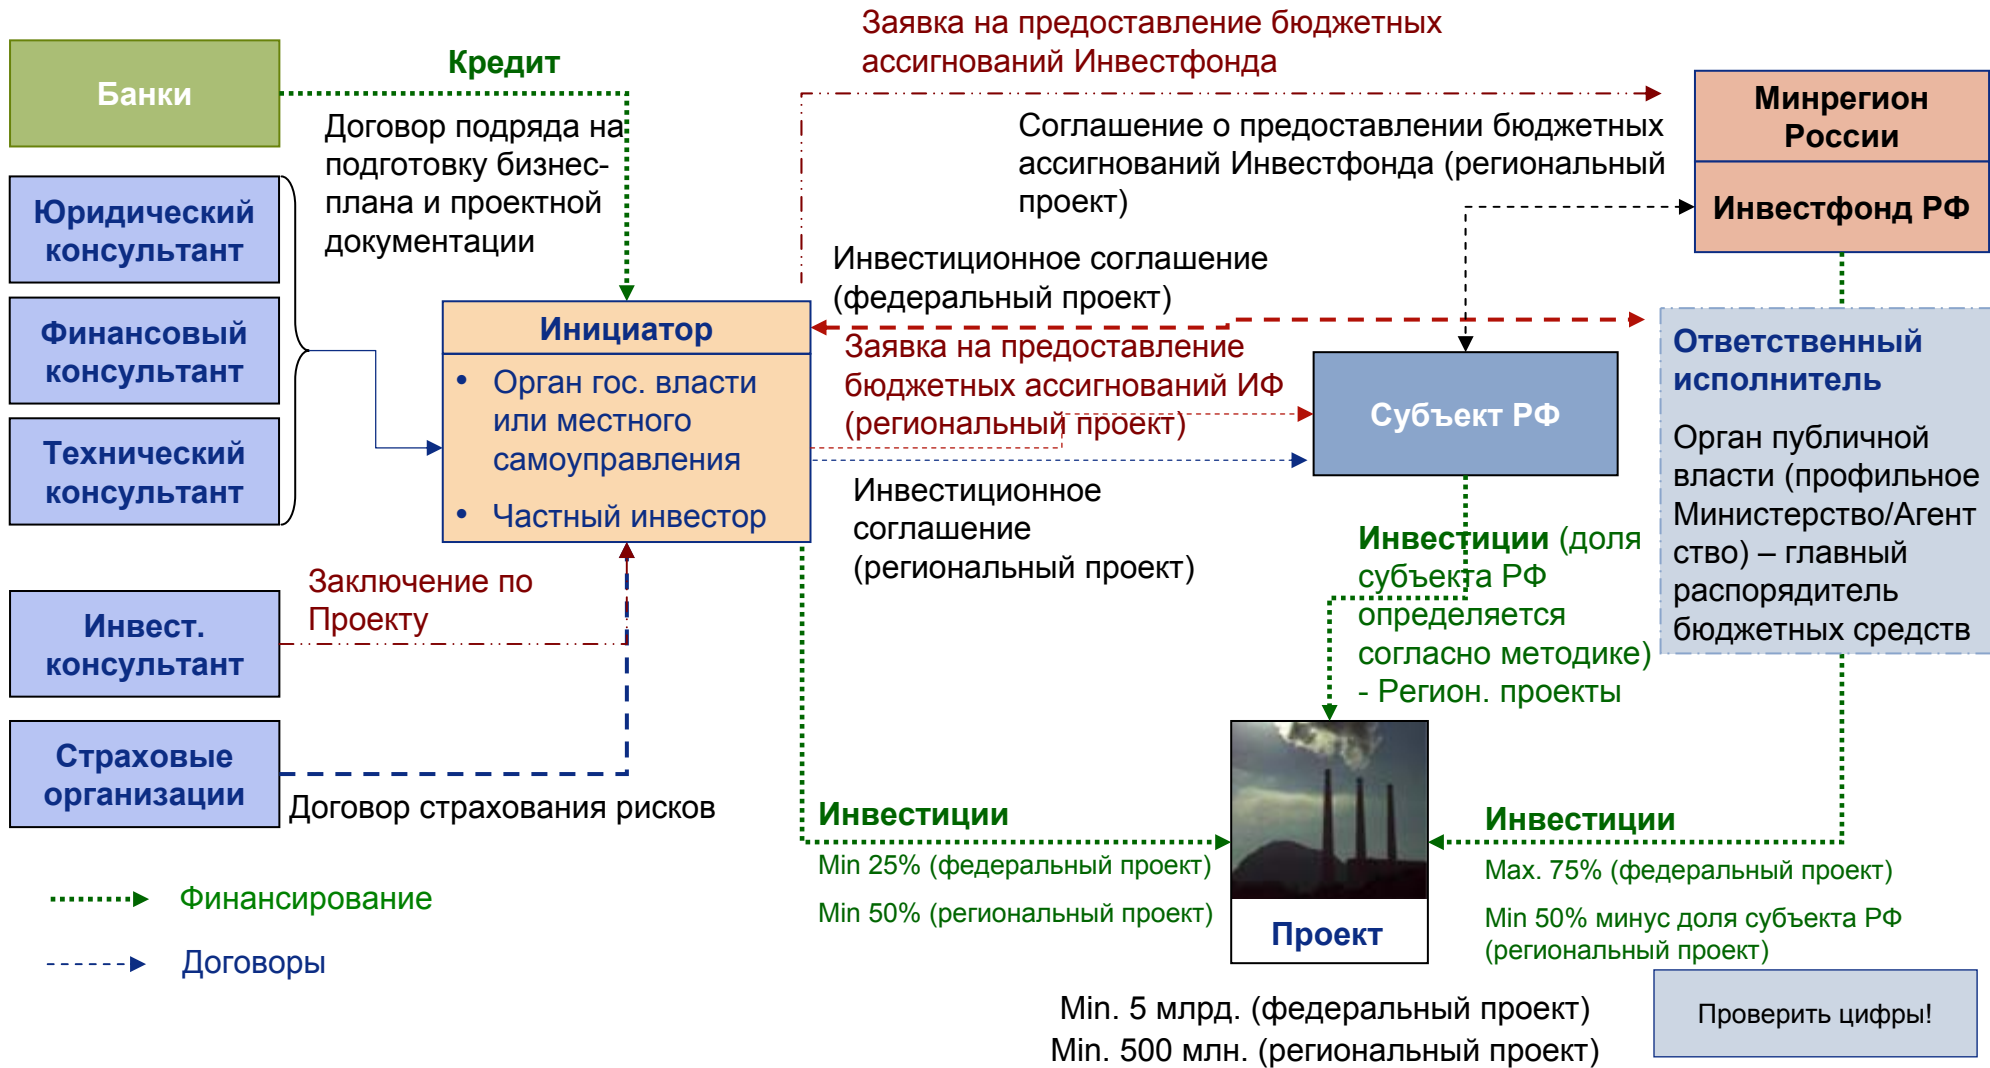 Заявка на предоставление бюджетных
ассигнований Инвестфонда
Кредит
Банки
Минрегион
России
Инвестфонд РФ
Договор подряда на
подготовку бизнес-
плана и проектной
документации
Соглашение о предоставлении бюджетных
ассигнований Инвестфонда (региональный
проект)
Юридический
консультант
Финансовый
консультант
Технический
консультант
Инвестиционное соглашение
(федеральный проект)
Инициатор
• Орган гос. власти
или местного
самоуправления
• Частный инвестор
Заявка на предоставление
бюджетных ассигнований ИФ
(региональный проект)
Субъект РФ
Ответственный
исполнитель
Орган публичной
власти (профильное
Министерство/Агент
ство) – главный
распорядитель
бюджетных средств
Инвестиционное
соглашение
(региональный проект)
Инвестиции (доля
субъекта РФ
определяется
согласно методике)
- Регион. проекты
Заключение по
Проекту
Инвест.
консультант
Страховые
организации
Договор страхования рисков
Инвестиции
Min 25% (федеральный проект)
Min 50% (региональный проект)
Проект
Инвестиции
Max. 75% (федеральный проект)
Min 50% минус доля субъекта РФ
(региональный проект)
Финансирование
Договоры
Min. 5 млрд. (федеральный проект)
Min. 500 млн. (региональный проект)
Проверить цифры!